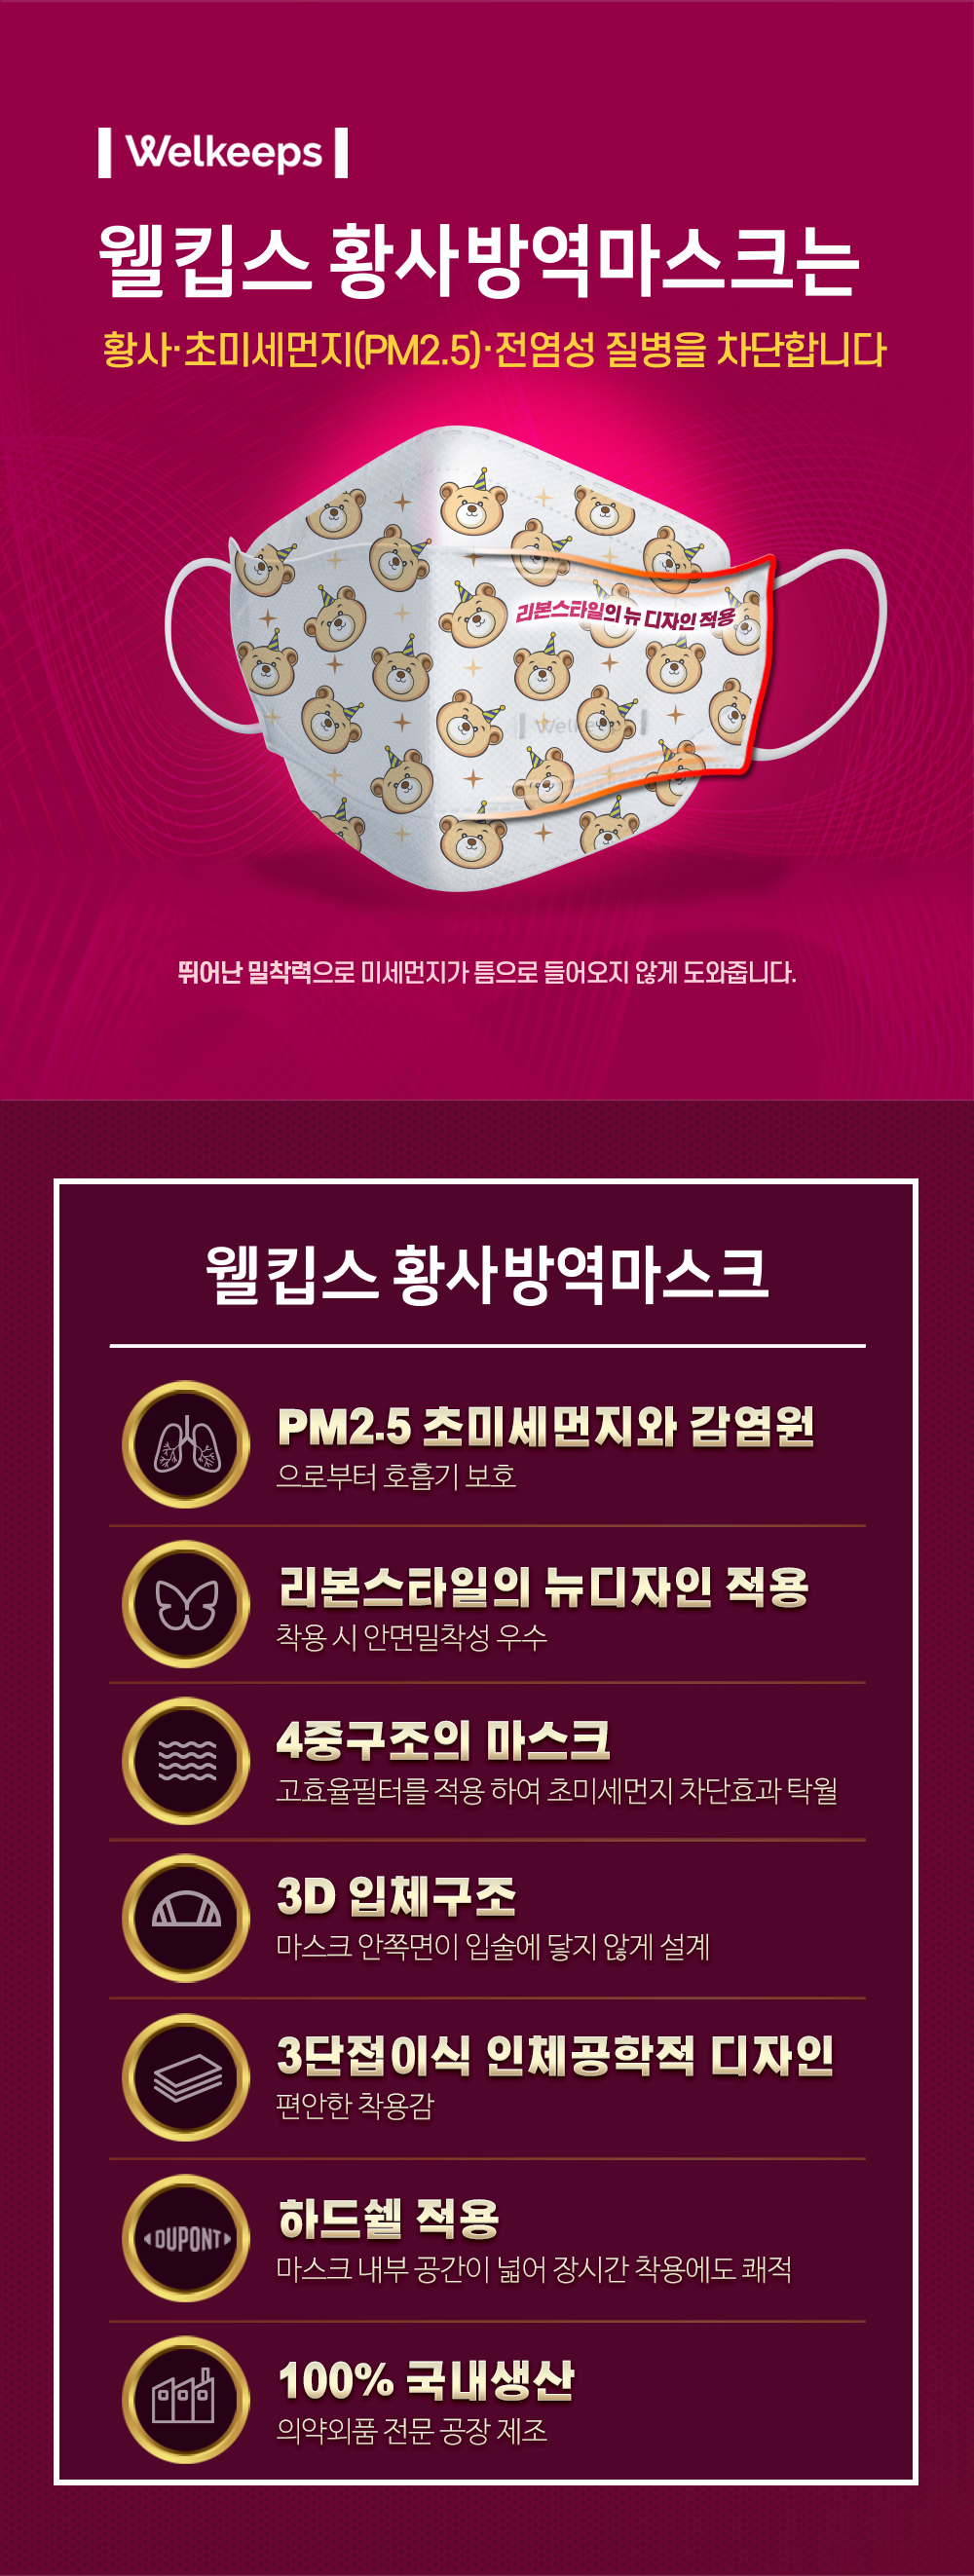 Welkeeps
웰킵스 황사방역마스크는
황사·초미세먼지(PM2.5)·전염성 질병을 차단합니다
리본스타일의 뉴 디자인 적용
Welkeeps
뛰어난 밀착력으로 미세먼지가 틈으로 들어오지 않게 도와줍니다.
웰킵스 황사방역마스크
PM2.5 초미세먼지와 감염원
으로부터 호흡기 보호
리본스타일의 뉴디자인 적용
착용 시 안면밀착성 우수
4중구조의 마스크
고효율필터를 적용 하여 초미세먼지 차단효과 탁월
3D 입체구조
마스크 안쪽면이 입술에 닿지 않게 설계
3단접이식 인체공학적 디자인
편안한 착용감
DUPONT
하드쉘 적용
마스크 내부 공간이 넓어 장시간 착용에도 쾌적
100% 국내생산
의약외품 전문 공장 제조